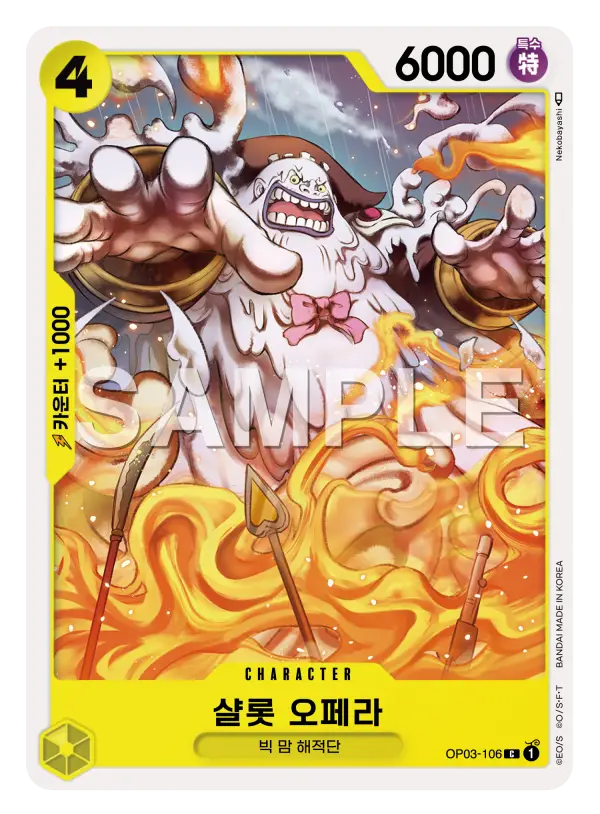 4
6000
특수
特
Nekobayashi
카운터 +1000
SAMPLE
CHARACTER
샬롯 오페라
빅 맘 해적단
OP03-106 C 1
©EO/S ©O/S·F·T BANDAI MADE IN KOREA